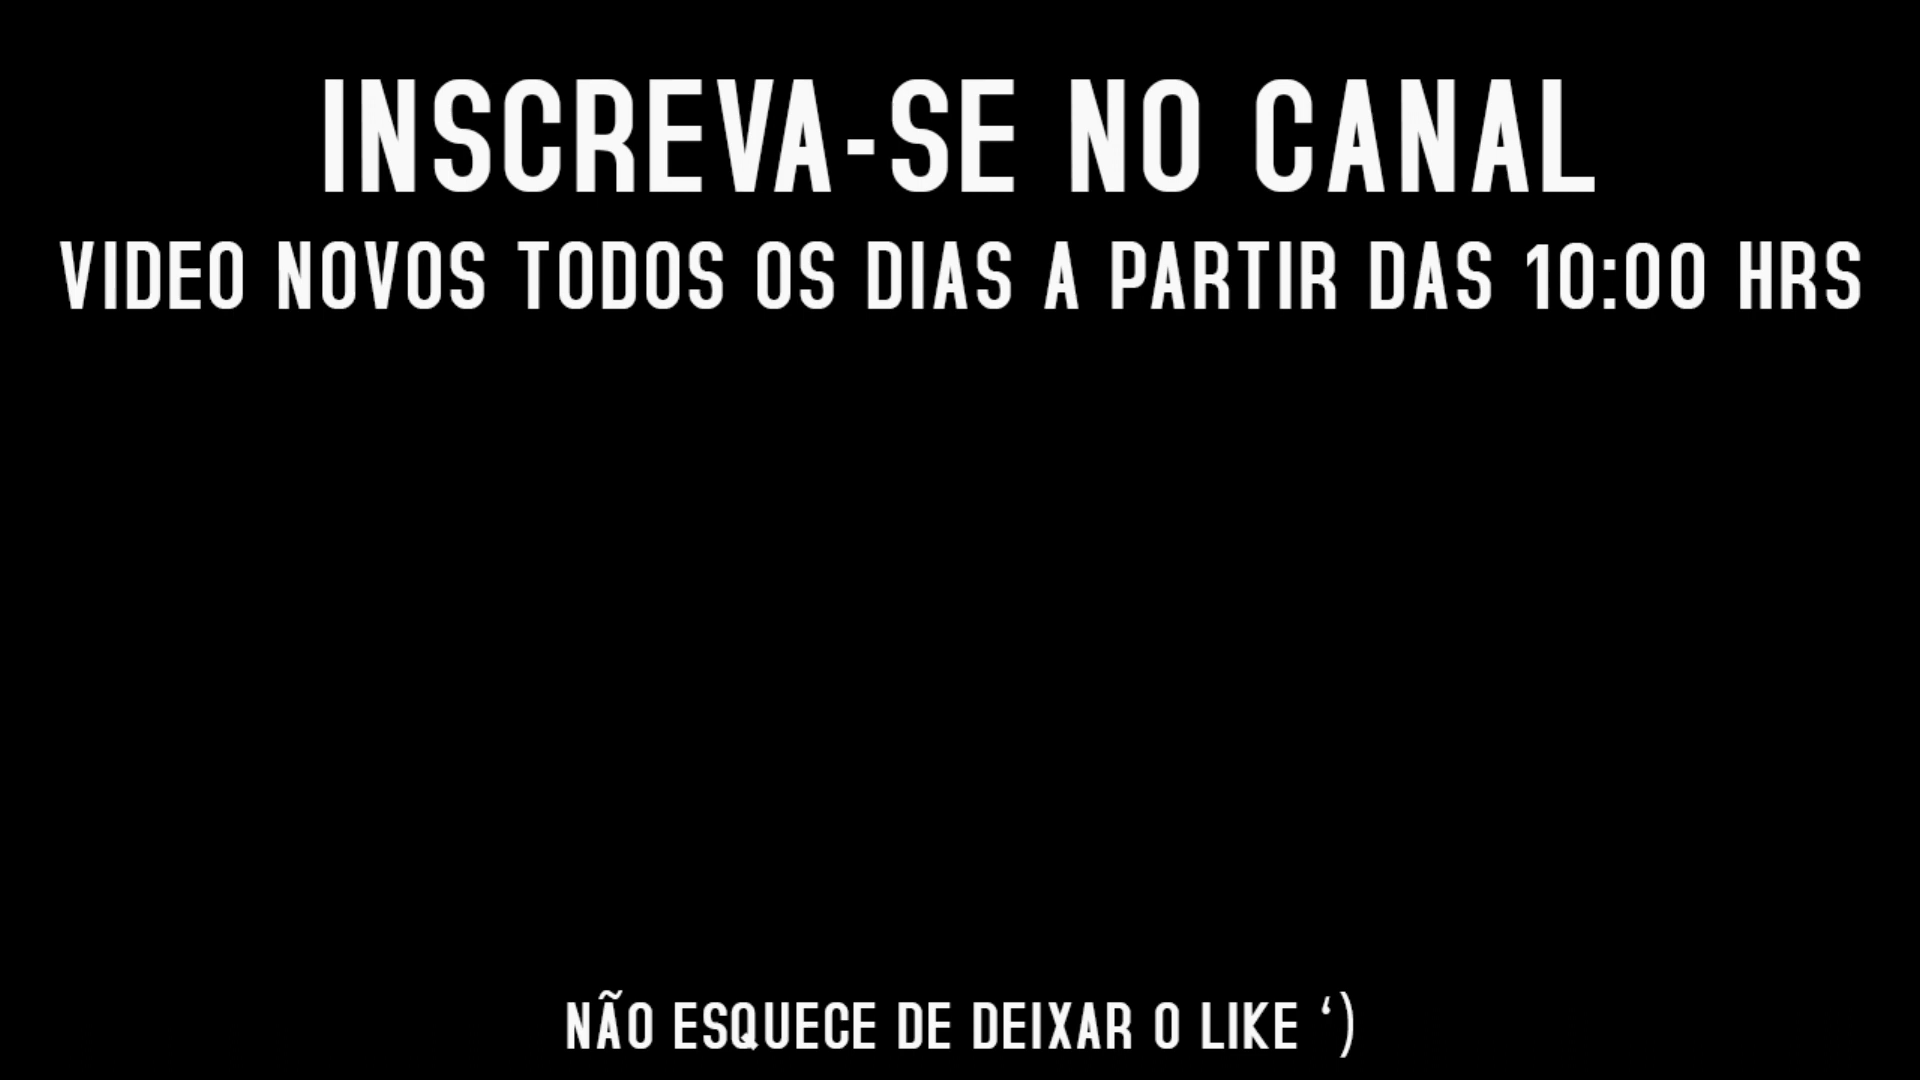 INSCREVA-SE NO CANAL
VIDEO NOVOS TODOS OS DIAS A PARTIR DAS 10:00 HRS
NÃO ESQUECE DE DEIXAR O LIKE ‘)